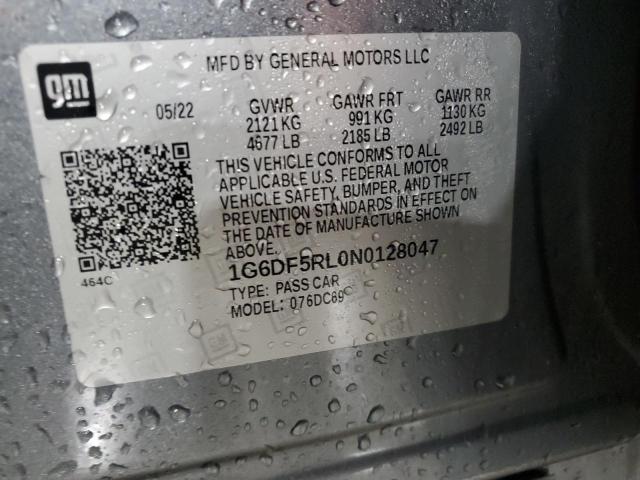 gm
MFD BY GENERAL MOTORS LLC
05/22 GVWR GAWR FRT GAWR RR
2121 KG 991 KG 1130 KG
4677 LB 2185 LB 2492 LB
THIS VEHICLE CONFORMS TO ALL
APPLICABLE U.S. FEDERAL MOTOR
VEHICLE SAFETY, BUMPER, AND THEFT
PREVENTION STANDARDS IN EFFECT ON
THE DATE OF MANUFACTURE SHOWN
ABOVE.
1G6DF5RL0N0128047
464C
TYPE: PASS CAR
MODEL: 076DC69